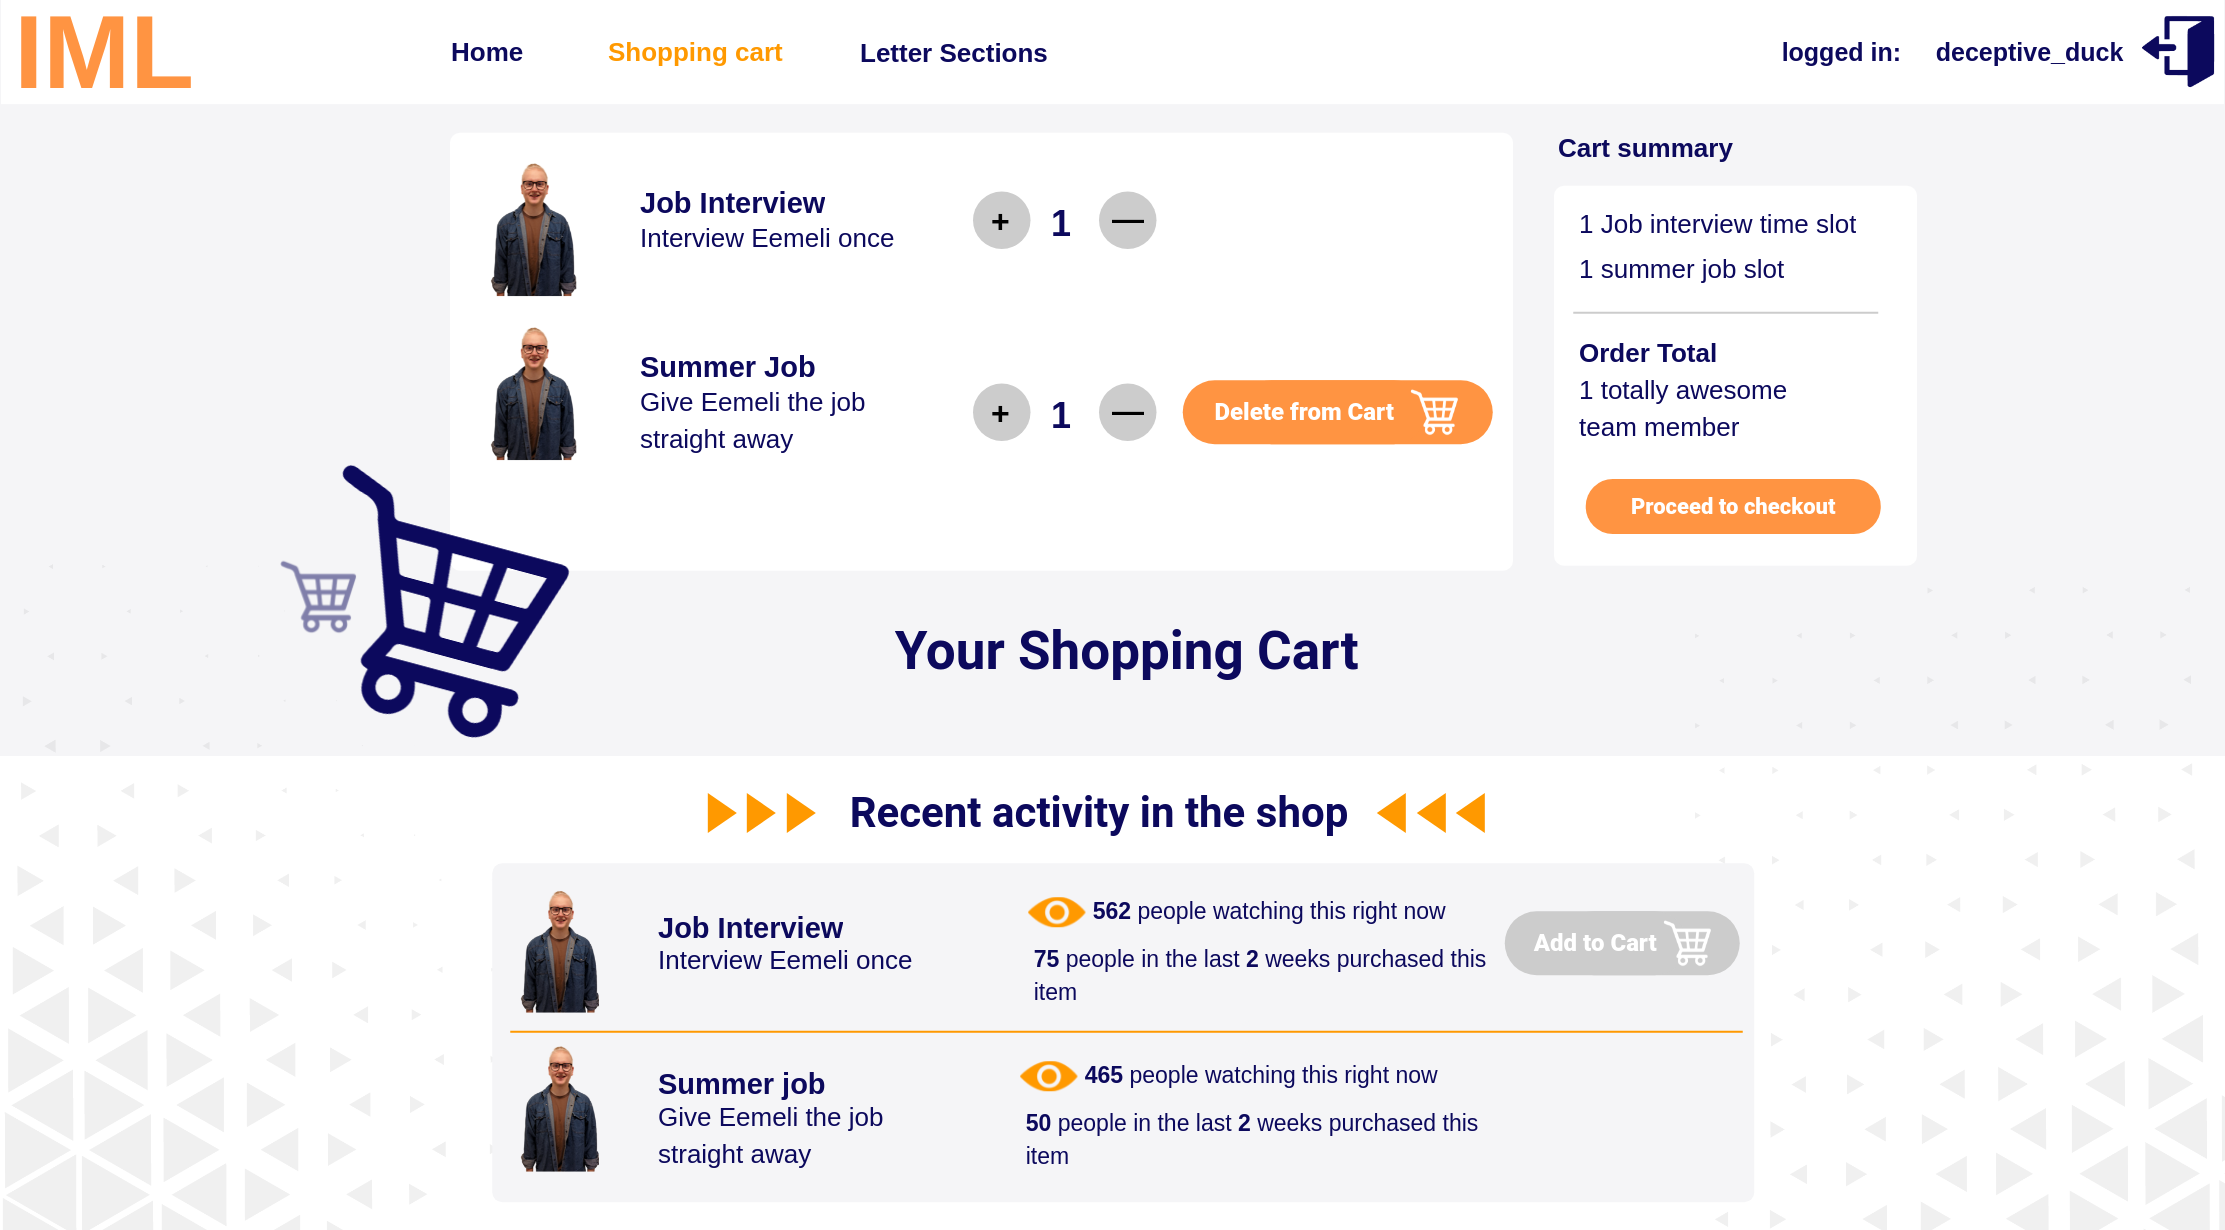 IML
Home
Shopping cart
Letter Sections
logged in:
deceptive_duck
Job Interview
Interview Eemeli once
+ 1 —
Summer Job
Give Eemeli the job
straight away
+ 1 —
Delete from Cart
Cart summary
1 Job interview time slot
1 summer job slot
Order Total
1 totally awesome
team member
Proceed to checkout
Your Shopping Cart
Recent activity in the shop
Job Interview
Interview Eemeli once
562 people watching this right now
75 people in the last 2 weeks purchased this
item
Add to Cart
Summer job
Give Eemeli the job
straight away
465 people watching this right now
50 people in the last 2 weeks purchased this
item